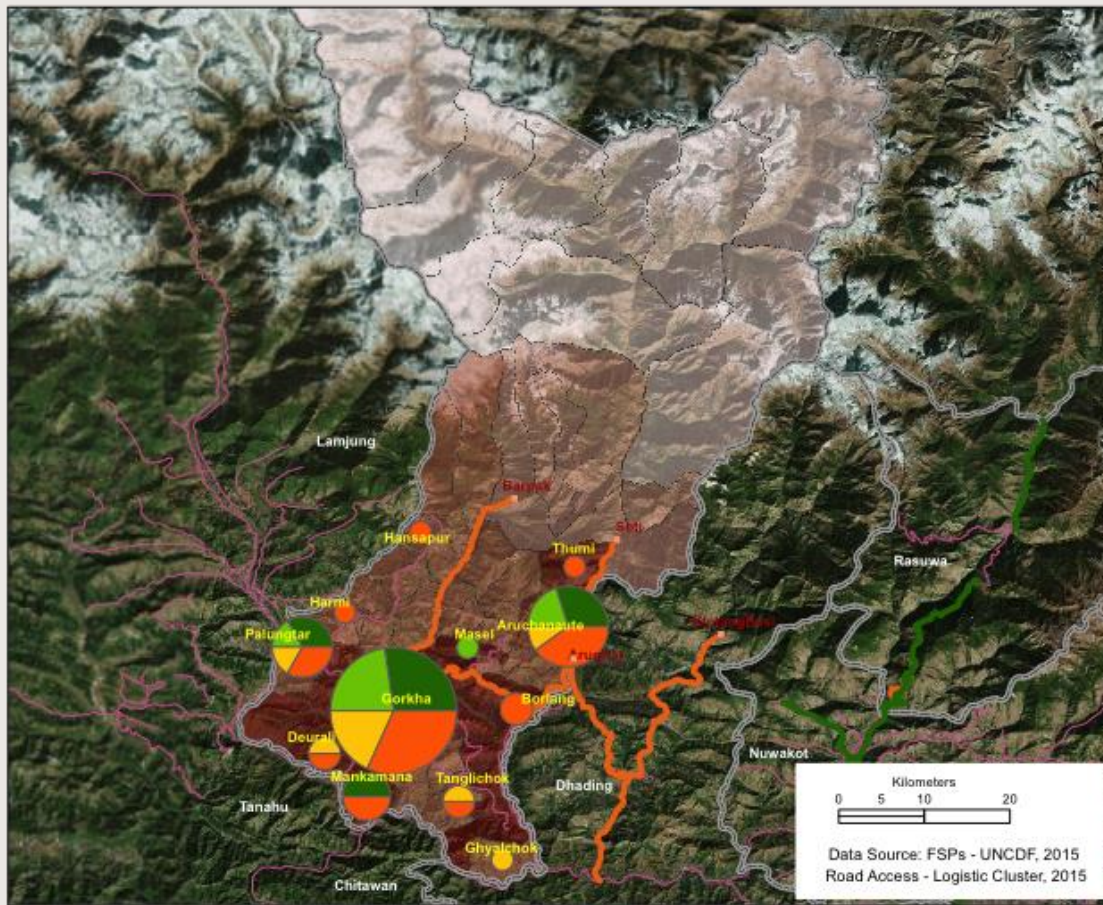 Lamjung
Barpak
Hansapur
Soti
Thumi
Rasuwa
Harmi
Palungtar
Masel
Aruchanaute
Gorkha
Borlang
Deurali
Nuwakot
Mankamana
Tanglichok
Dhading
Tanahu
Ghyalchok
Chitawan
Kilometers
0 5 10 20
Data Source: FSPs - UNCDF, 2015
Road Access - Logistic Cluster, 2015